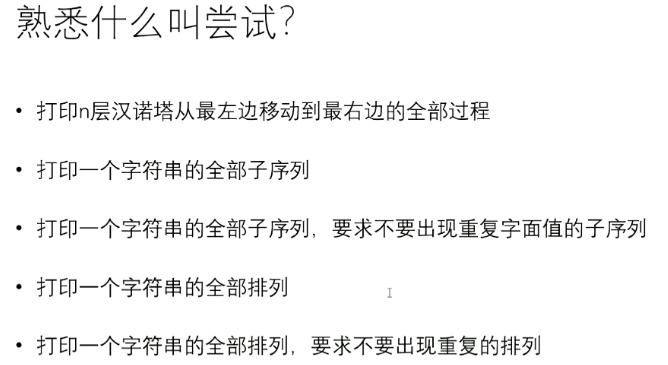 熟悉什么叫尝试?
• 打印n层汉诺塔从最左边移动到最右边的全部过程
• 打印一个字符串的全部子序列
• 打印一个字符串的全部子序列，要求不要出现重复字面值的子序列
• 打印一个字符串的全部排列
• 打印一个字符串的全部排列，要求不要出现重复的排列